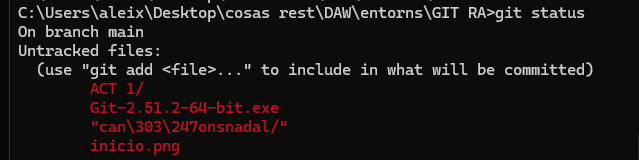 C:\Users\aleix\Desktop\cosas rest\DAW\entorns\GIT RA>git status
On branch main
Untracked files:
  (use "git add <file>..." to include in what will be committed)
        ACT 1/
        Git-2.51.2-64-bit.exe
        "can\303\247onsnadal/"
        inicio.png